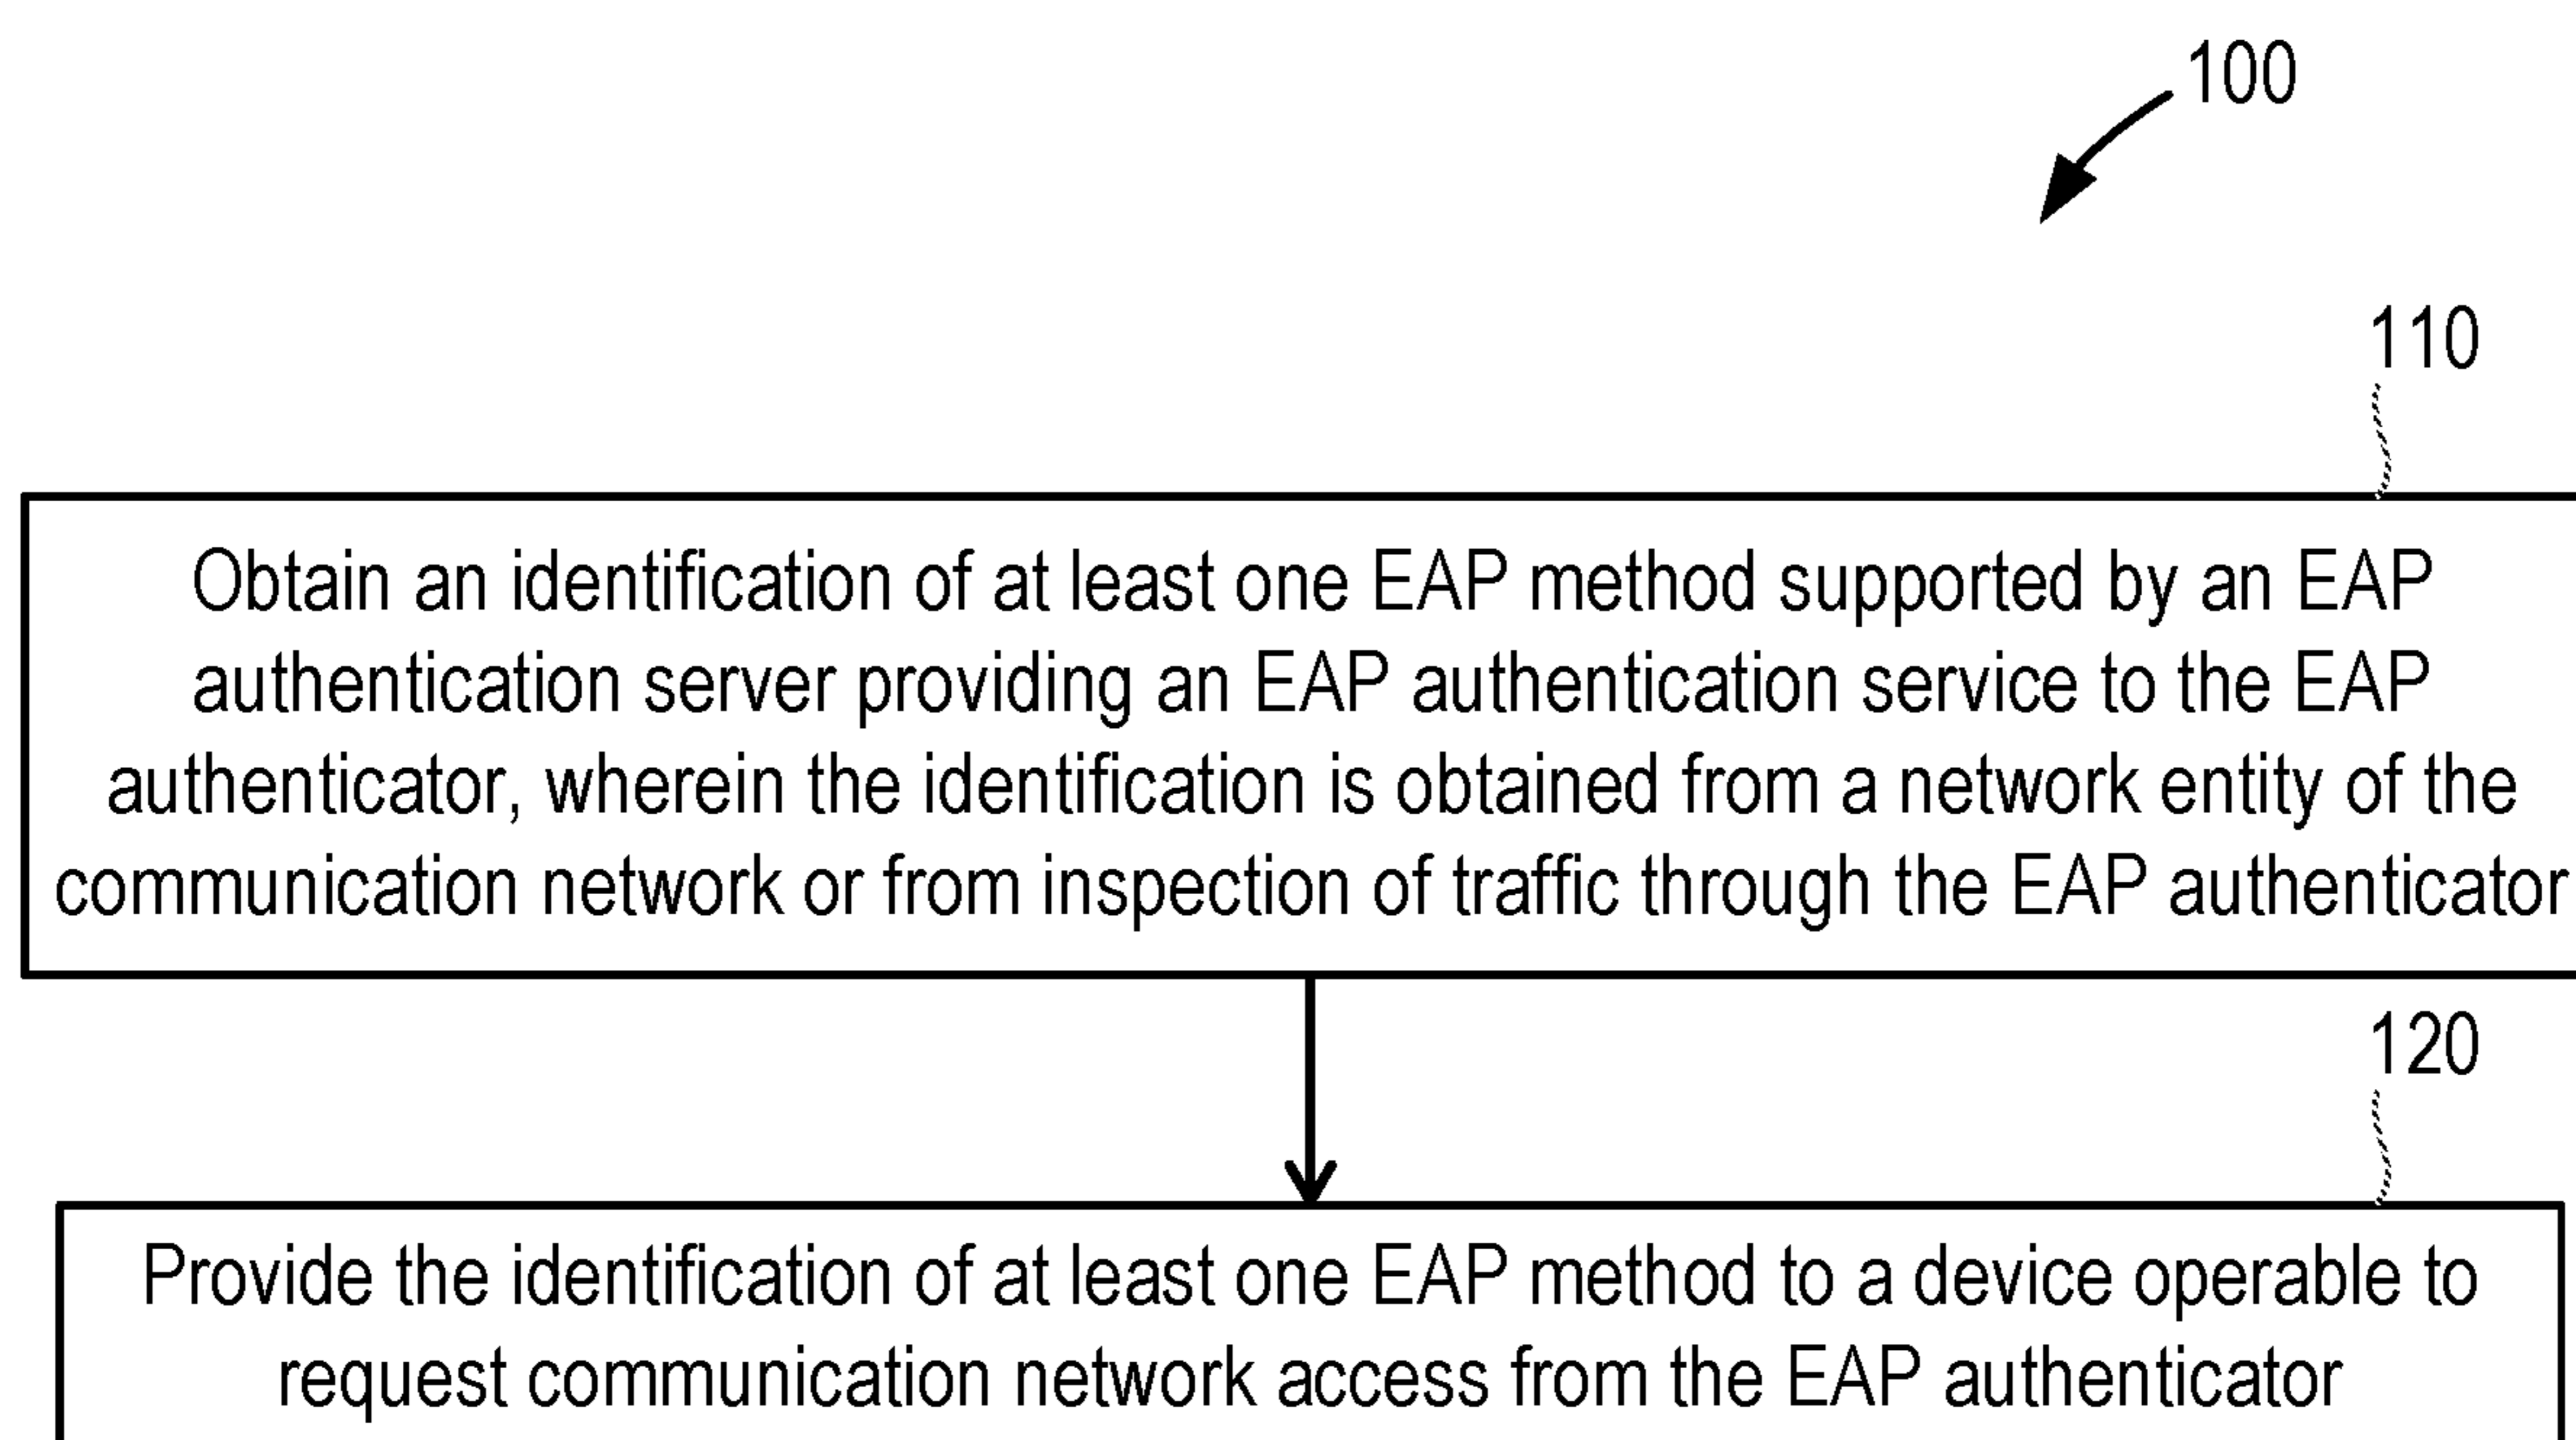 100
110
Obtain an identification of at least one EAP method supported by an EAP
authentication server providing an EAP authentication service to the EAP
authenticator, wherein the identification is obtained from a network entity of the
communication network or from inspection of traffic through the EAP authenticator
120
Provide the identification of at least one EAP method to a device operable to
request communication network access from the EAP authenticator